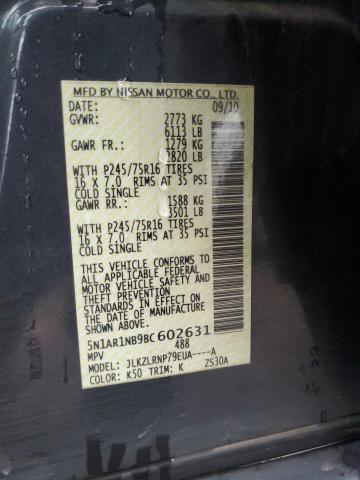 MFD BY NISSAN MOTOR CO., LTD.
DATE: 09/10
GVWR: 2773 KG
6113 LB
GAWR FR.: 1279 KG
2820 LB
WITH P245/75R16 TIRES
16 X 7.0 RIMS AT 35 PSI
COLD SINGLE
GAWR RR.: 1588 KG
3501 LB
WITH P245/75R16 TIRES
16 X 7.0 RIMS AT 35 PSI
COLD SINGLE
THIS VEHICLE CONFORMS TO
ALL APPLICABLE FEDERAL
MOTOR VEHICLE SAFETY AND
THEFT PREVENTION
STANDARDS IN EFFECT ON
THE DATE OF MANUFACTURE
SHOWN ABOVE.
5N1AR1NB9BC602631
MPV 488
MODEL: 3LKZLRNP79EUA----A
COLOR: K50 TRIM: K ZS30A